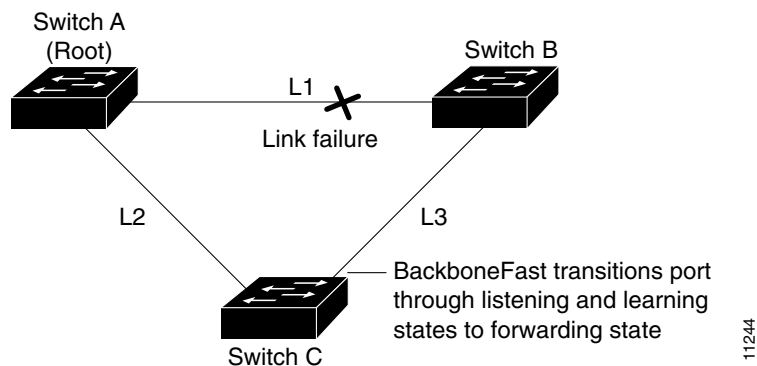 Switch A
(Root)
Switch B
L1
Link failure
L2
L3
BackboneFast transitions port
through listening and learning
states to forwarding state
Switch C
11244